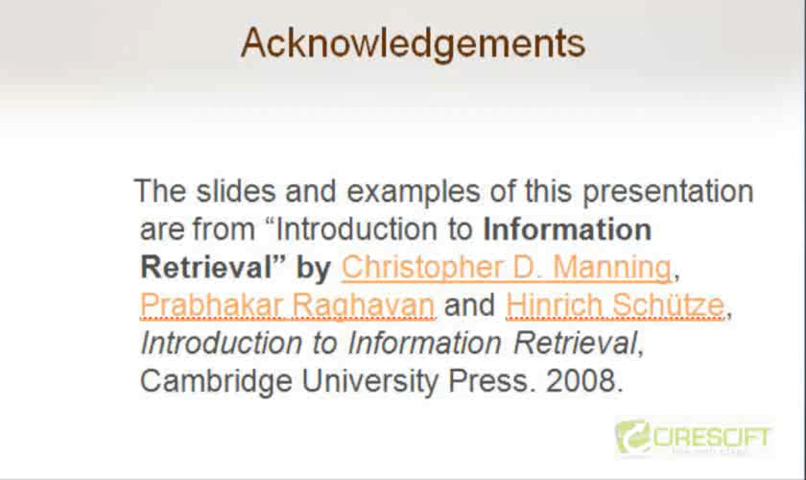 Acknowledgements
The slides and examples of this presentation
are from “Introduction to Information
Retrieval” by Christopher D. Manning,
Prabhakar Raghavan and Hinrich Schütze,
Introduction to Information Retrieval,
Cambridge University Press. 2008.